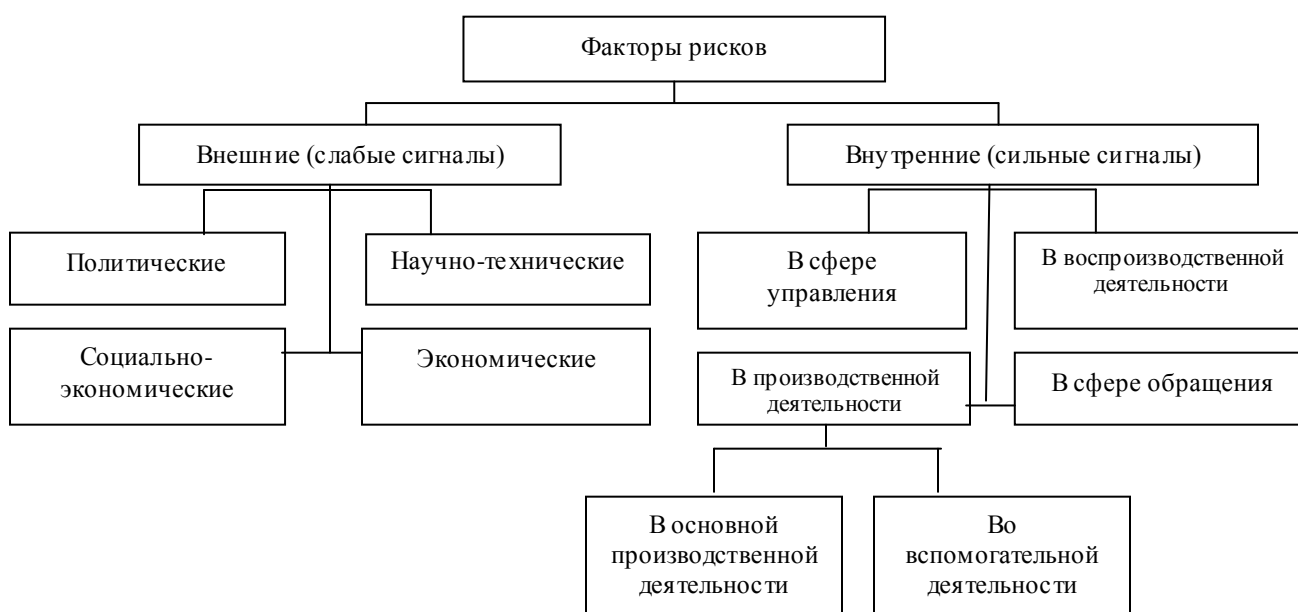 Факторы рисков
Внешние (слабые сигналы)
Внутренние (сильные сигналы)
Политические
Научно-технические
В сфере
управления
В воспроизводственной
деятельности
Социально-
экономические
Экономические
В производственной
деятельности
В сфере обращения
В основной
производственной
деятельности
Во
вспомогательной
деятельности